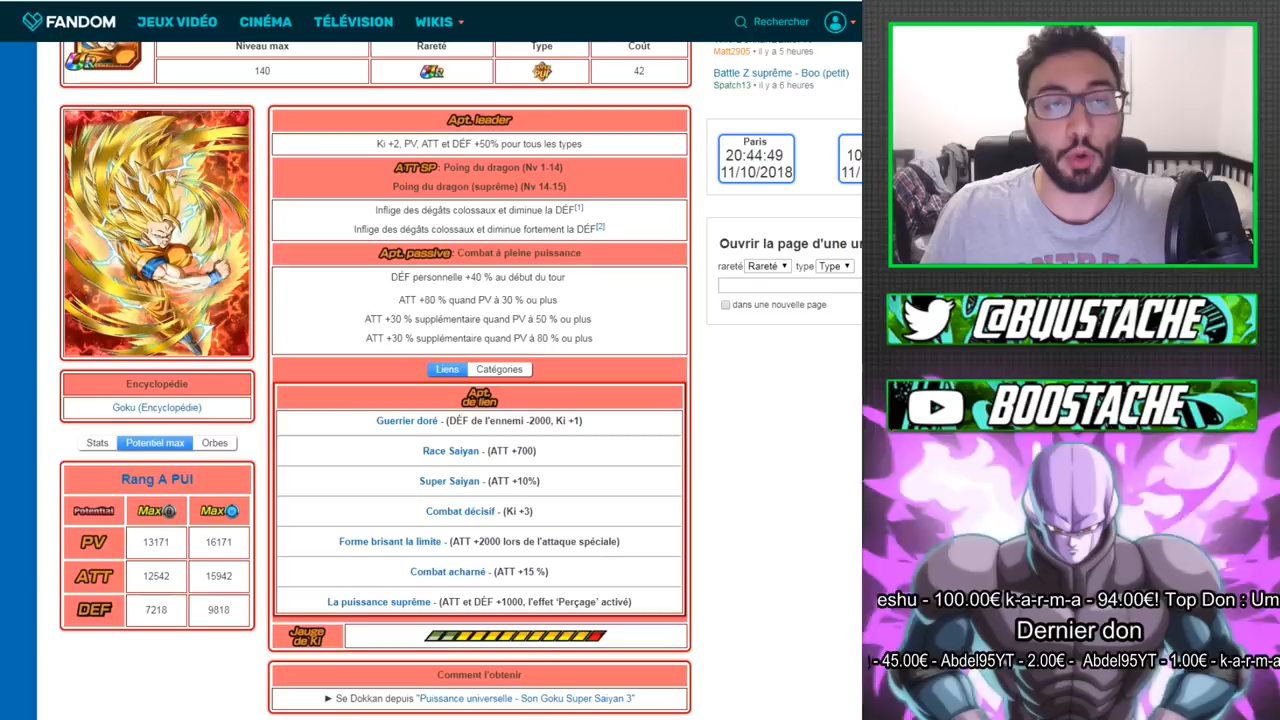 FANDOM JEUX VIDÉO CINÉMA TÉLÉVISION WIKIS Rechercher
Niveau max Rareté Type Coût
140 PUI 42
Matt2905 • il y a 5 heures
Battle Z suprême - Boo (petit)
Spatch13 • il y a 6 heures
Apt. leader
Ki +2, PV, ATT et DÉF +50% pour tous les types
ATT SP: Poing du dragon (Nv 1-14)
Poing du dragon (suprême) (Nv 14-15)
Inflige des dégâts colossaux et diminue la DÉF[1]
Inflige des dégâts colossaux et diminue fortement la DÉF[2]
Apt. passive: Combat à pleine puissance
DÉF personnelle +40 % au début du tour
ATT +80 % quand PV à 30 % ou plus
ATT +30 % supplémentaire quand PV à 50 % ou plus
ATT +30 % supplémentaire quand PV à 80 % ou plus
Liens Catégories
Apt.
de lien
Guerrier doré - (DÉF de l'ennemi -2000, Ki +1)
Race Saiyan - (ATT +700)
Super Saiyan - (ATT +10%)
Combat décisif - (Ki +3)
Forme brisant la limite - (ATT +2000 lors de l'attaque spéciale)
Combat acharné - (ATT +15 %)
La puissance suprême - (ATT et DÉF +1000, l'effet 'Perçage' activé)
Jauge
de Ki
Comment l'obtenir
► Se Dokkan depuis "Puissance universelle - Son Goku Super Saiyan 3"
Encyclopédie
Goku (Encyclopédie)
Stats Potentiel max Orbes
Rang A PUI
Potential Max Max
PV 13171 16171
ATT 12542 15942
DEF 7218 9818
Paris
20:44:49
11/10/2018
10
11/
Ouvrir la page d'une u
rareté Rareté ▼ type Type ▼
dans une nouvelle page
@BUUSTACHE
BOOSTACHE
eshu - 100.00€ k-a-r-m-a - 94.00€! Top Don : Um
Dernier don
- 45.00€ - Abdel95YT - 2.00€ - Abdel95YT - 1.00€ - k-a-r-m-a